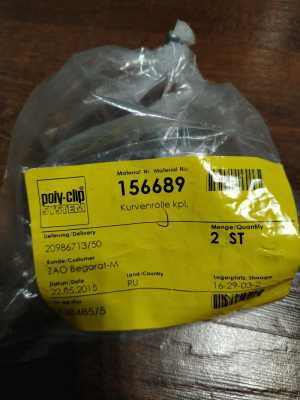 poly-clip
SYSTEM
Material Nr. Material No.
156689
Kurvenrolle kpl.
Lieferung/Delivery
20986713/50
Menge/Quantity
2 ST
Kunde/Customer
ZAO Begarat-M
Datum/Date
22.05.2015
Land/Country
RU
Lagerplatz, Storage
16-29-03-2